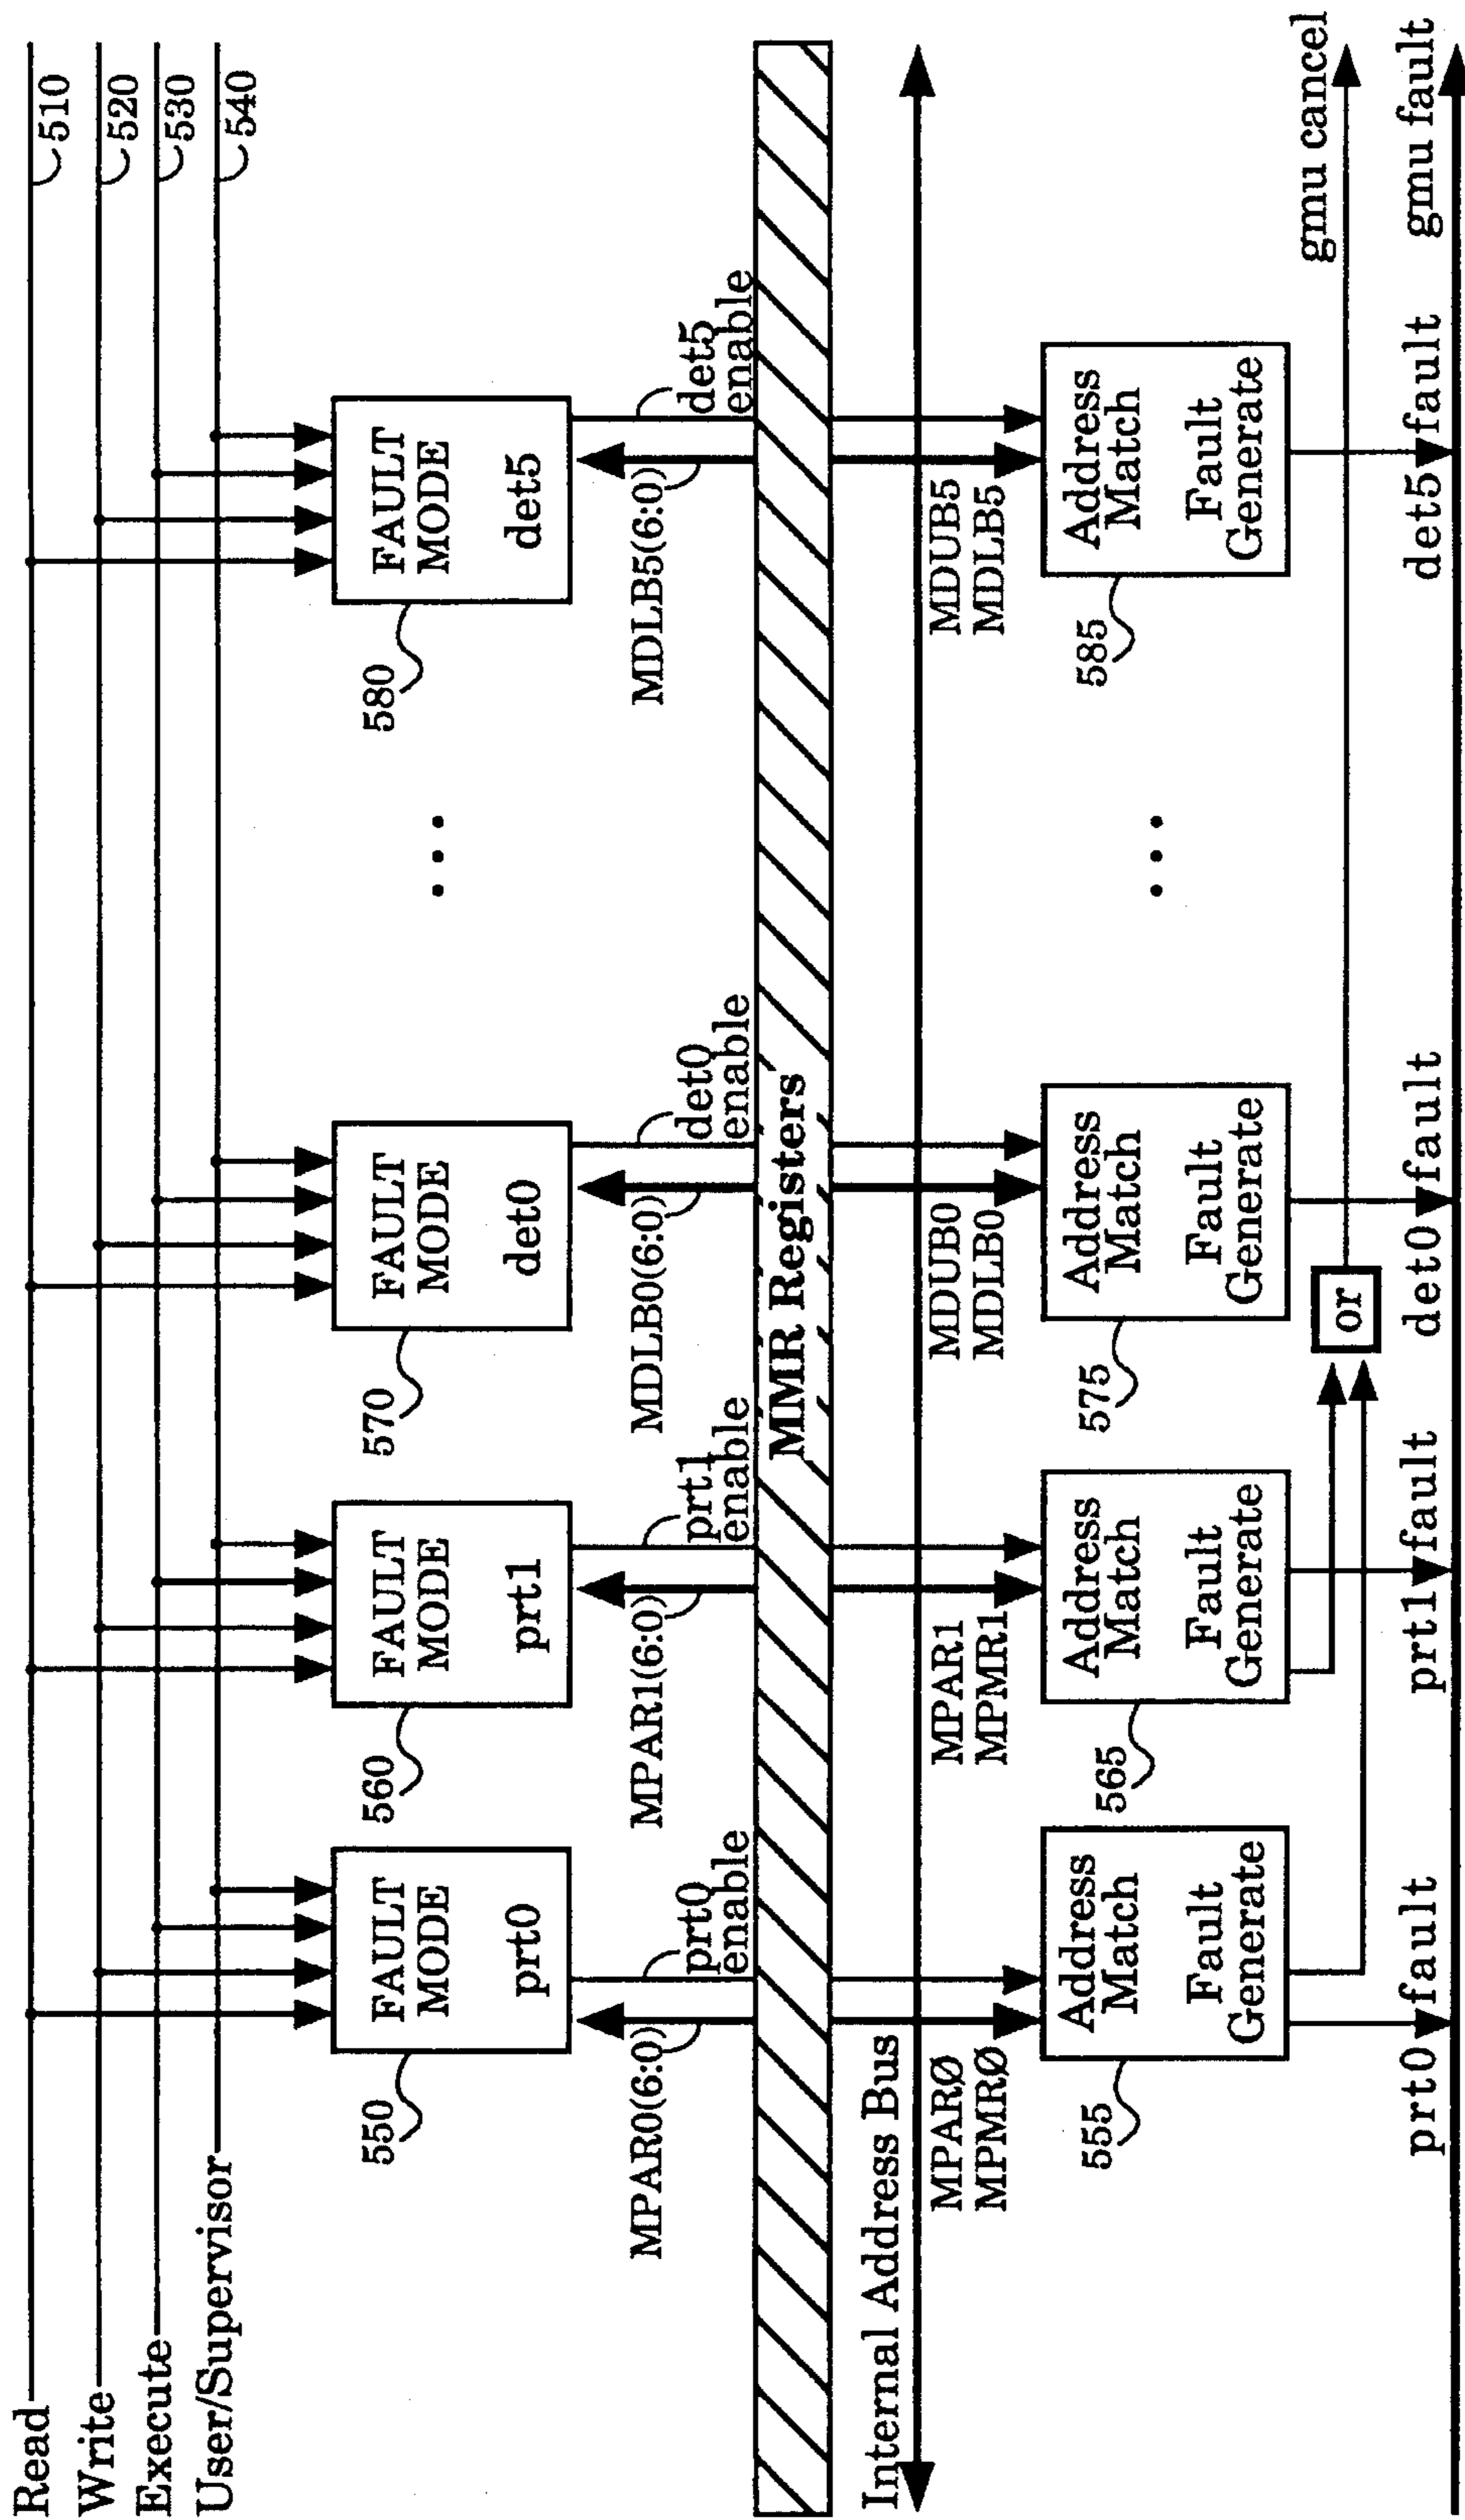 Read
510
Write
520
Execute
530
User/Supervisor
540
550
FAULT
MODE
prt0
560
FAULT
MODE
prt1
570
FAULT
MODE
det0
...
580
FAULT
MODE
det5
MPAR0(6:0)
prt0
enable
MPAR1(6:0)
prt1
enable
MDLB0(6:0)
det0
enable
MDLB5(6:0)
det5
enable
MMR Registers
Internal Address Bus
MPARØ
MPMRØ
MPAR1
MPMR1
MDUB0
MDLB0
MDUB5
MDLB5
555
Address
Match
Fault
Generate
565
Address
Match
Fault
Generate
575
Address
Match
Fault
Generate
...
585
Address
Match
Fault
Generate
or
gmu cancel
prt0 fault
prt1 fault
det0 fault
det5 fault
gmu fault